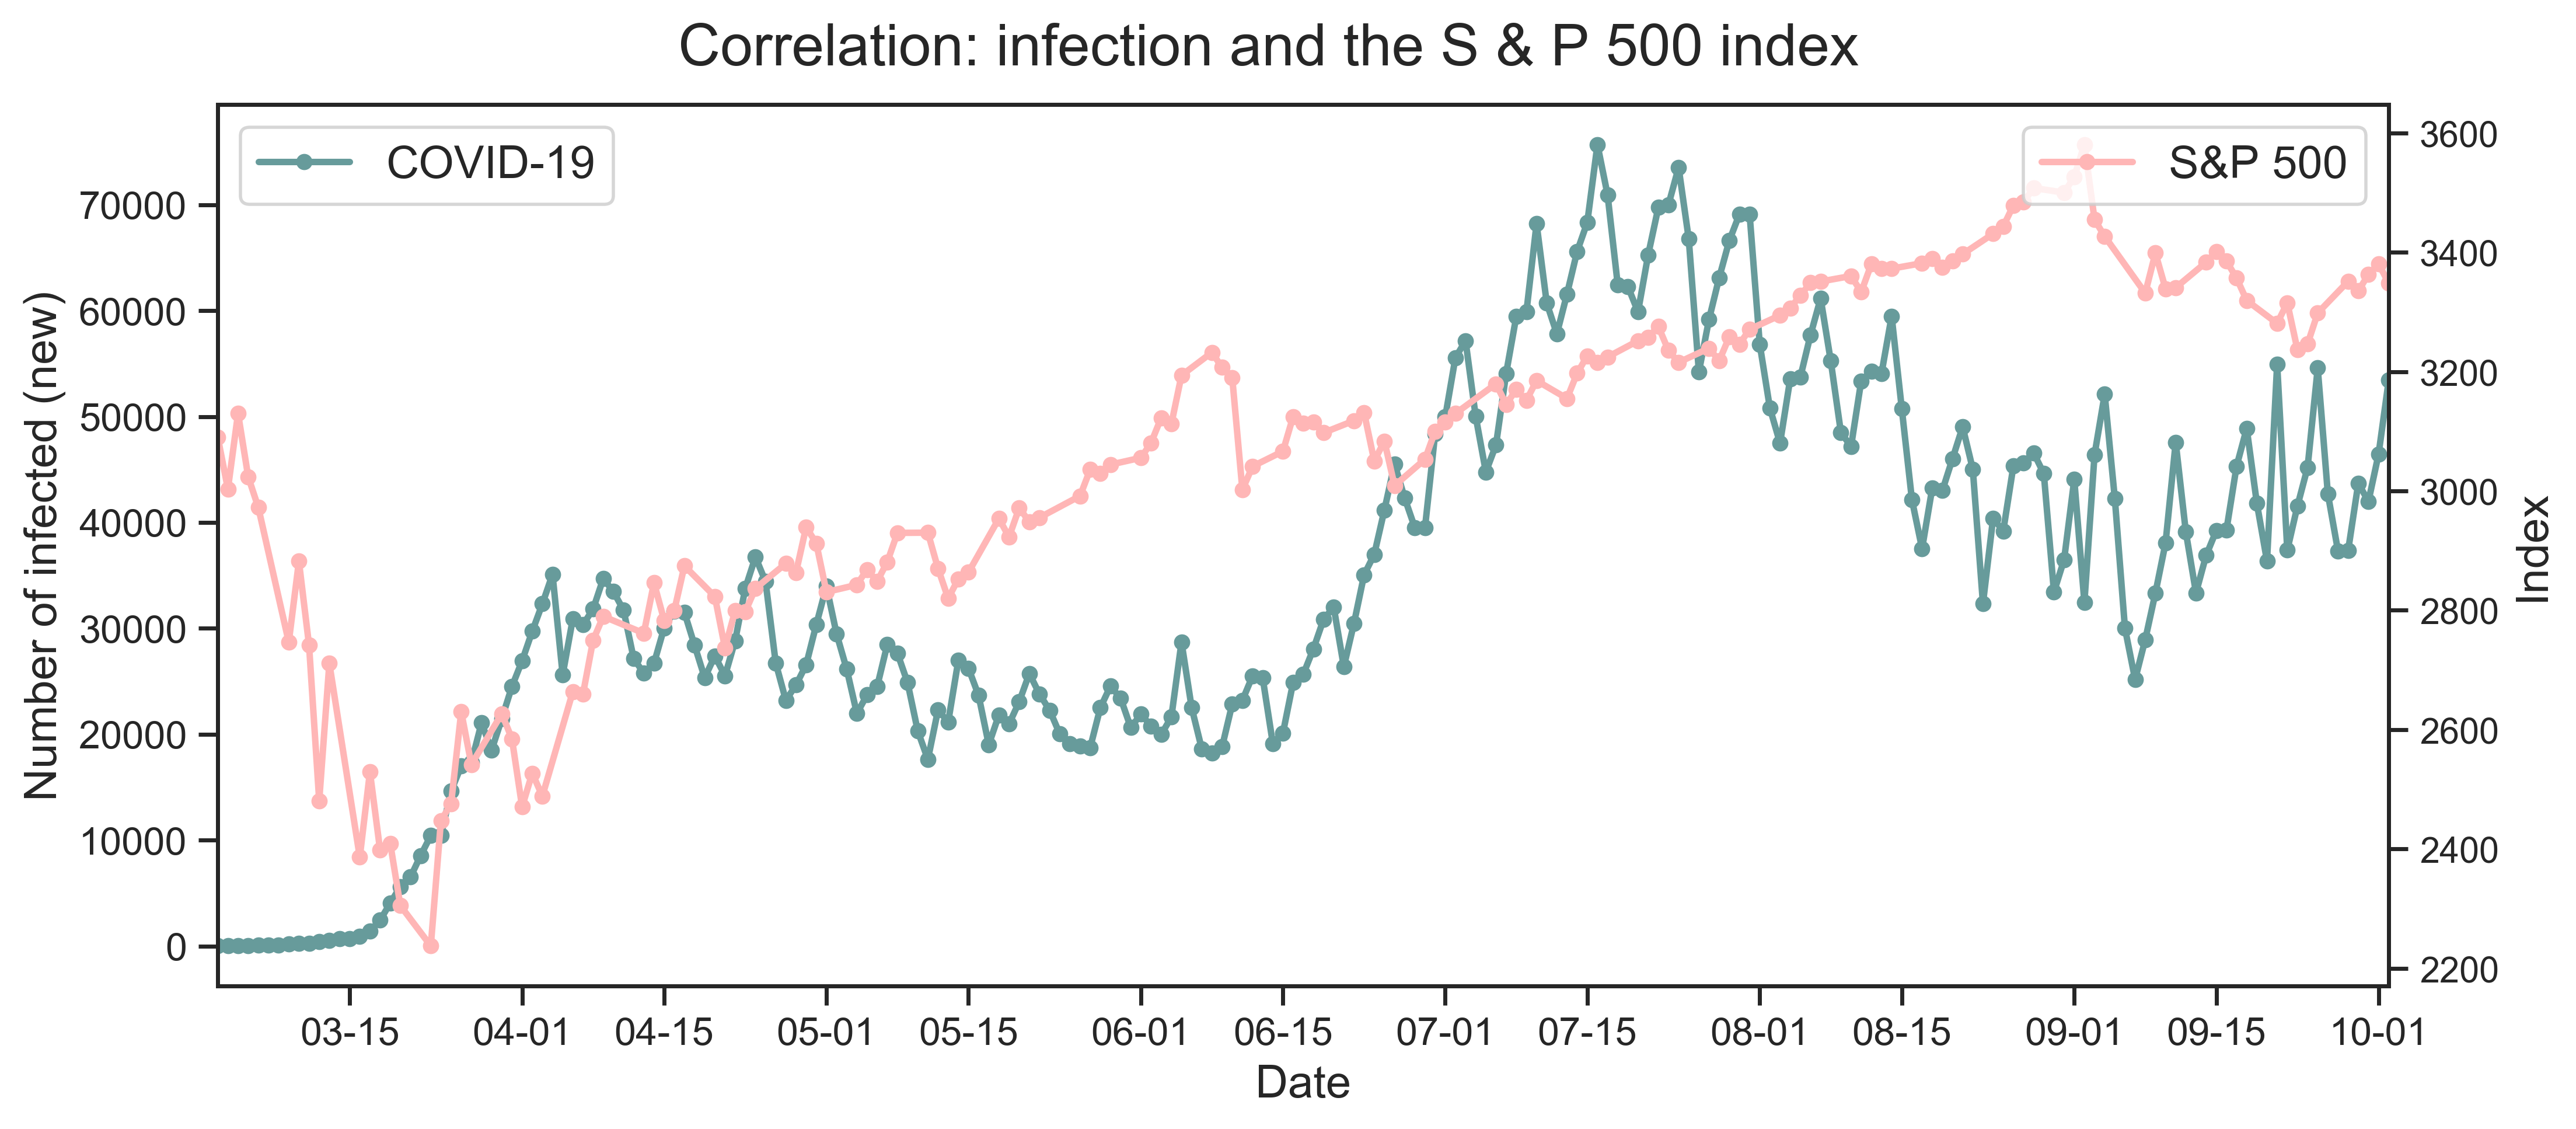 Correlation: infection and the S & P 500 index
COVID-19
S&P 500
Number of infected (new)
70000
60000
50000
40000
30000
20000
10000
0
3600
3400
3200
3000
2800
2600
2400
2200
Index
03-15 04-01 04-15 05-01 05-15 06-01 06-15 07-01 07-15 08-01 08-15 09-01 09-15 10-01
Date